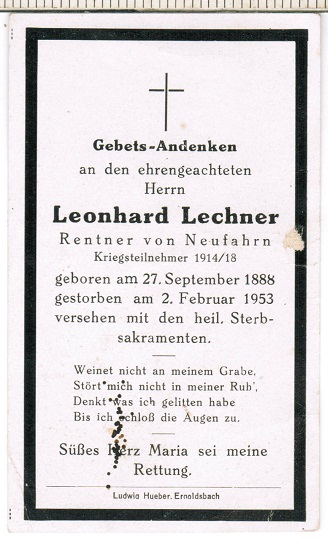 Gebets-Andenken
an den ehrengeachteten
Herrn
Leonhard Lechner
Rentner von Neufahrn
Kriegsteilnehmer 1914/18
geboren am 27. September 1888
gestorben am 2. Februar 1953
versehen mit den heil. Sterb-
sakramenten.
Weinet nicht an meinem Grabe,
Stört mich nicht in meiner Ruh',
Denkt was ich gelitten habe
Bis ich schloß die Augen zu.
Süßes Herz Maria sei meine
Rettung.
Ludwig Hueber. Ergoldsbach